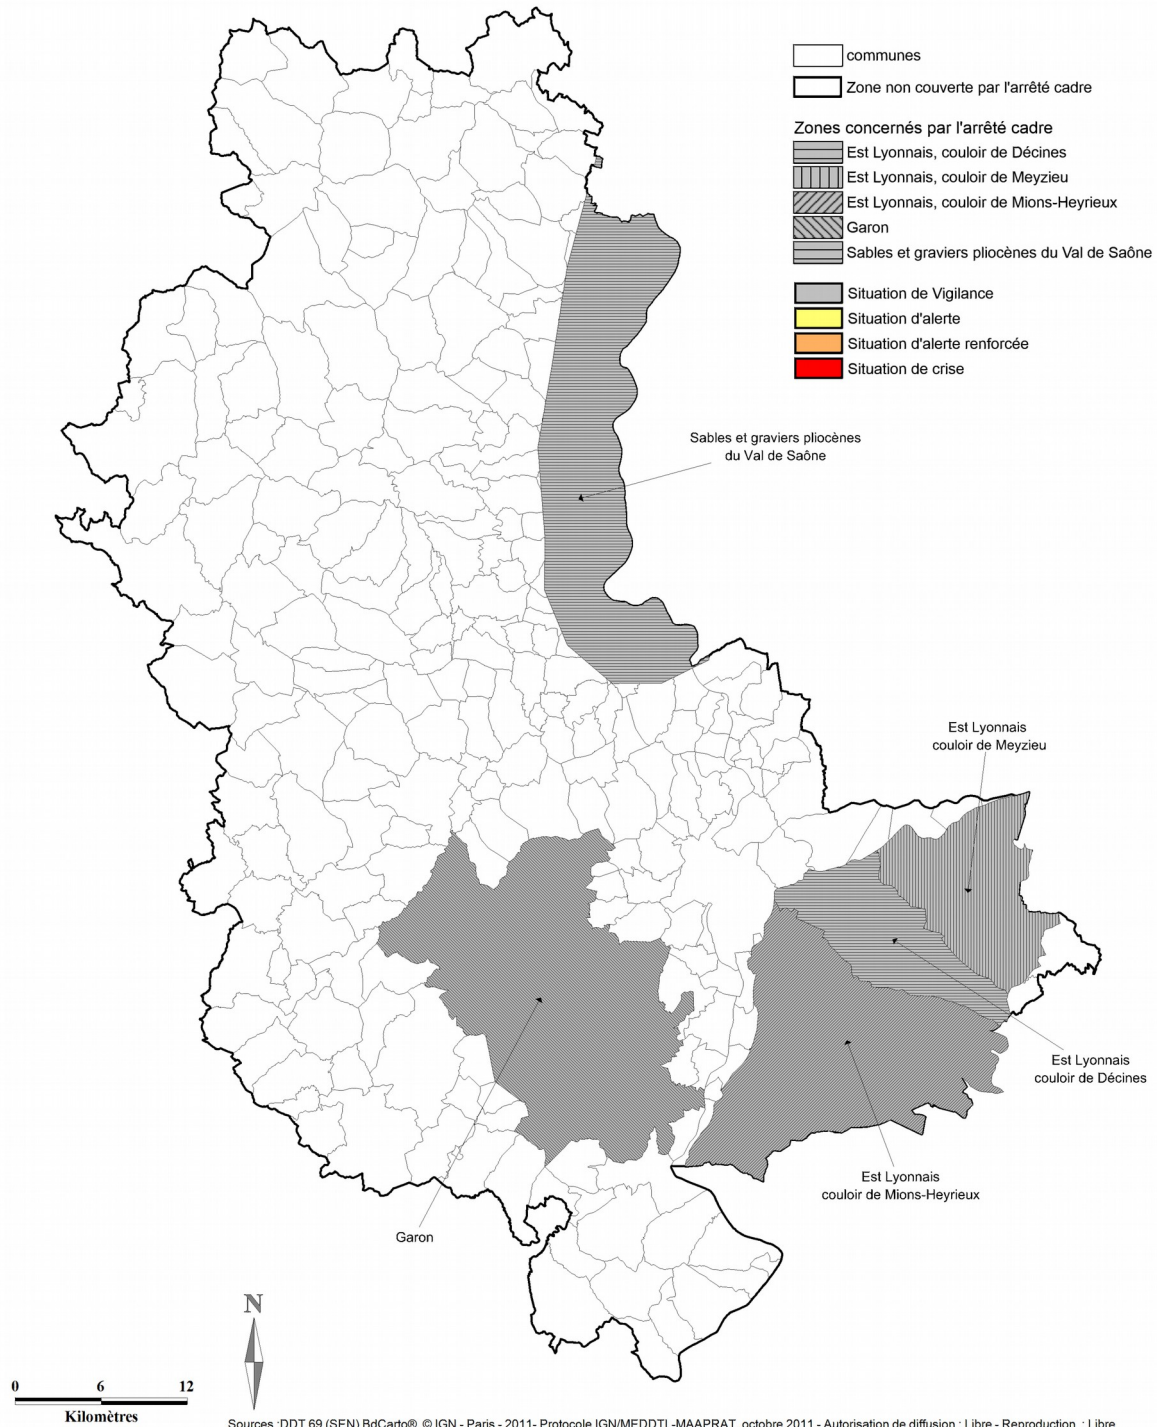 communes
Zone non couverte par l'arrêté cadre
Zones concernés par l'arrêté cadre
Est Lyonnais, couloir de Décines
Est Lyonnais, couloir de Meyzieu
Est Lyonnais, couloir de Mions-Heyrieux
Garon
Sables et graviers pliocènes du Val de Saône
Situation de Vigilance
Situation d'alerte
Situation d'alerte renforcée
Situation de crise
Sables et graviers pliocènes
du Val de Saône
Est Lyonnais
couloir de Meyzieu
Est Lyonnais
couloir de Décines
Est Lyonnais
couloir de Mions-Heyrieux
Garon
N
0 6 12
Kilomètres
Sources :DDT 69 (SEN) BdCarto® © IGN - Paris - 2011- Protocole IGN/MEDDTL-MAAPRAT, octobre 2011 - Autorisation de diffusion : Libre - Reproduction : Libre